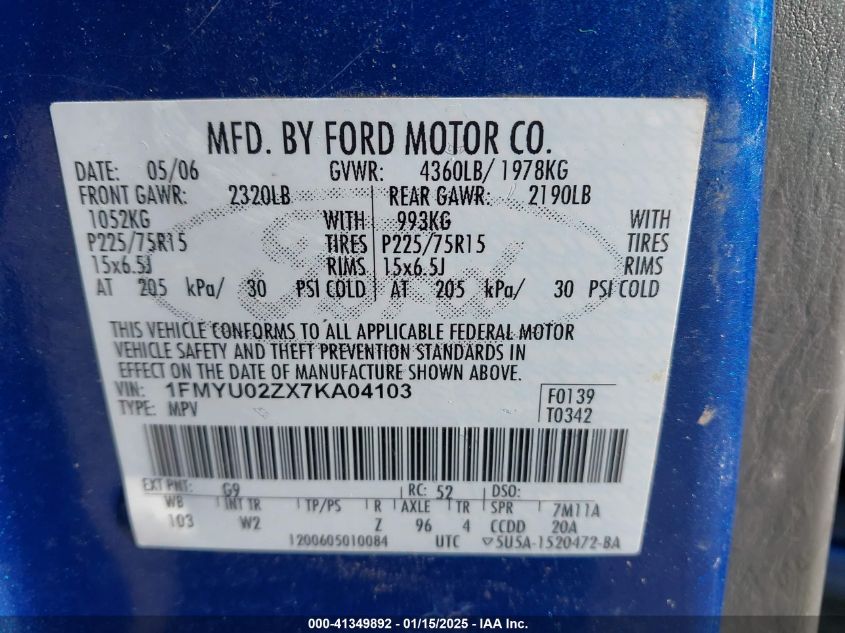 MFD. BY FORD MOTOR CO.
DATE: 05/06 GVWR: 4360LB/ 1978KG
FRONT GAWR: 2320LB REAR GAWR: 2190LB
1052KG WITH 993KG WITH
P225/75R15 TIRES P225/75R15 TIRES
15x6.5J RIMS 15x6.5J RIMS
AT 205 kPa/ 30 PSI COLD AT 205 kPa/ 30 PSI COLD
THIS VEHICLE CONFORMS TO ALL APPLICABLE FEDERAL MOTOR
VEHICLE SAFETY AND THEFT PREVENTION STANDARDS IN
EFFECT ON THE DATE OF MANUFACTURE SHOWN ABOVE.
VIN: 1FMYU02ZX7KA04103 F0139
TYPE: MPV T0342
EXT PNT: G9 RC: 52 DSO:
WB INT TR TP/PS R AXLE TR SPR 7M11A
103 W2 Z 96 4 CCDD 20A
1200605010084 UTC ▽5U5A-1520472-BA
000-41349892 - 01/15/2025 - IAA Inc.